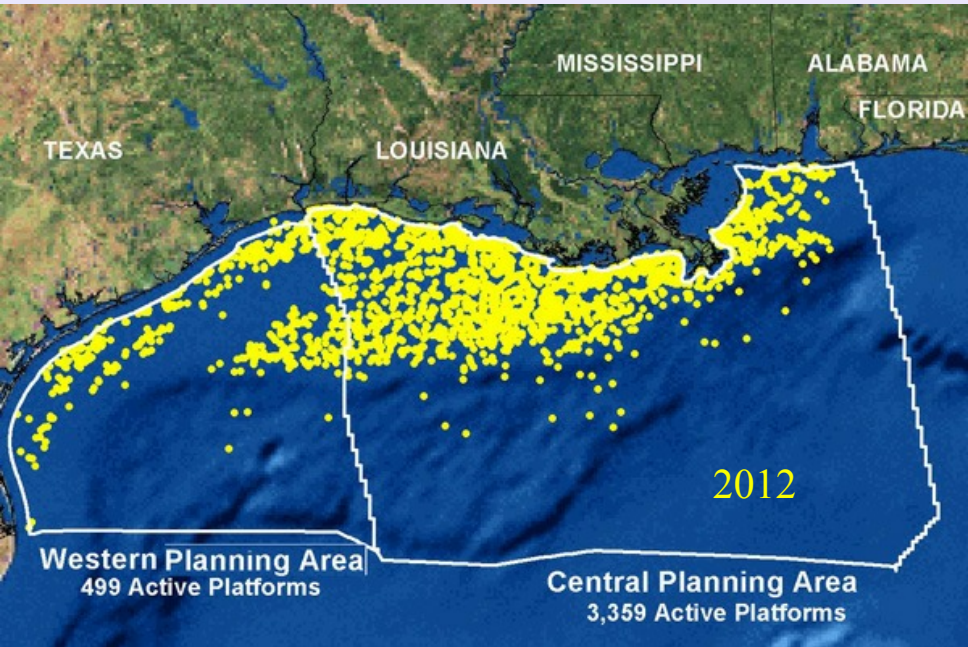 MISSISSIPPI
ALABAMA
FLORIDA
TEXAS
LOUISIANA
2012
Western Planning Area
499 Active Platforms
Central Planning Area
3,359 Active Platforms